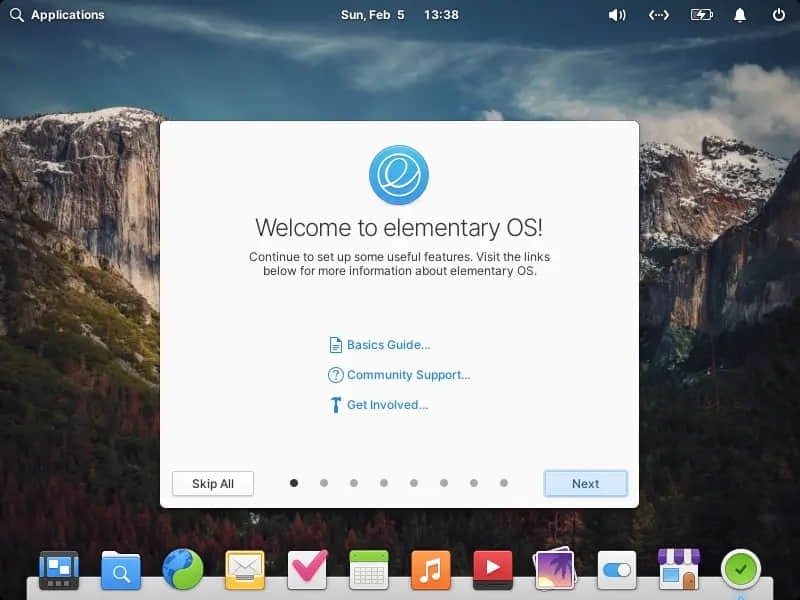 Applications
Sun, Feb 5 13:38
Welcome to elementary OS!
Continue to set up some useful features. Visit the links
below for more information about elementary OS.
Basics Guide...
Community Support...
Get Involved...
Skip All
Next